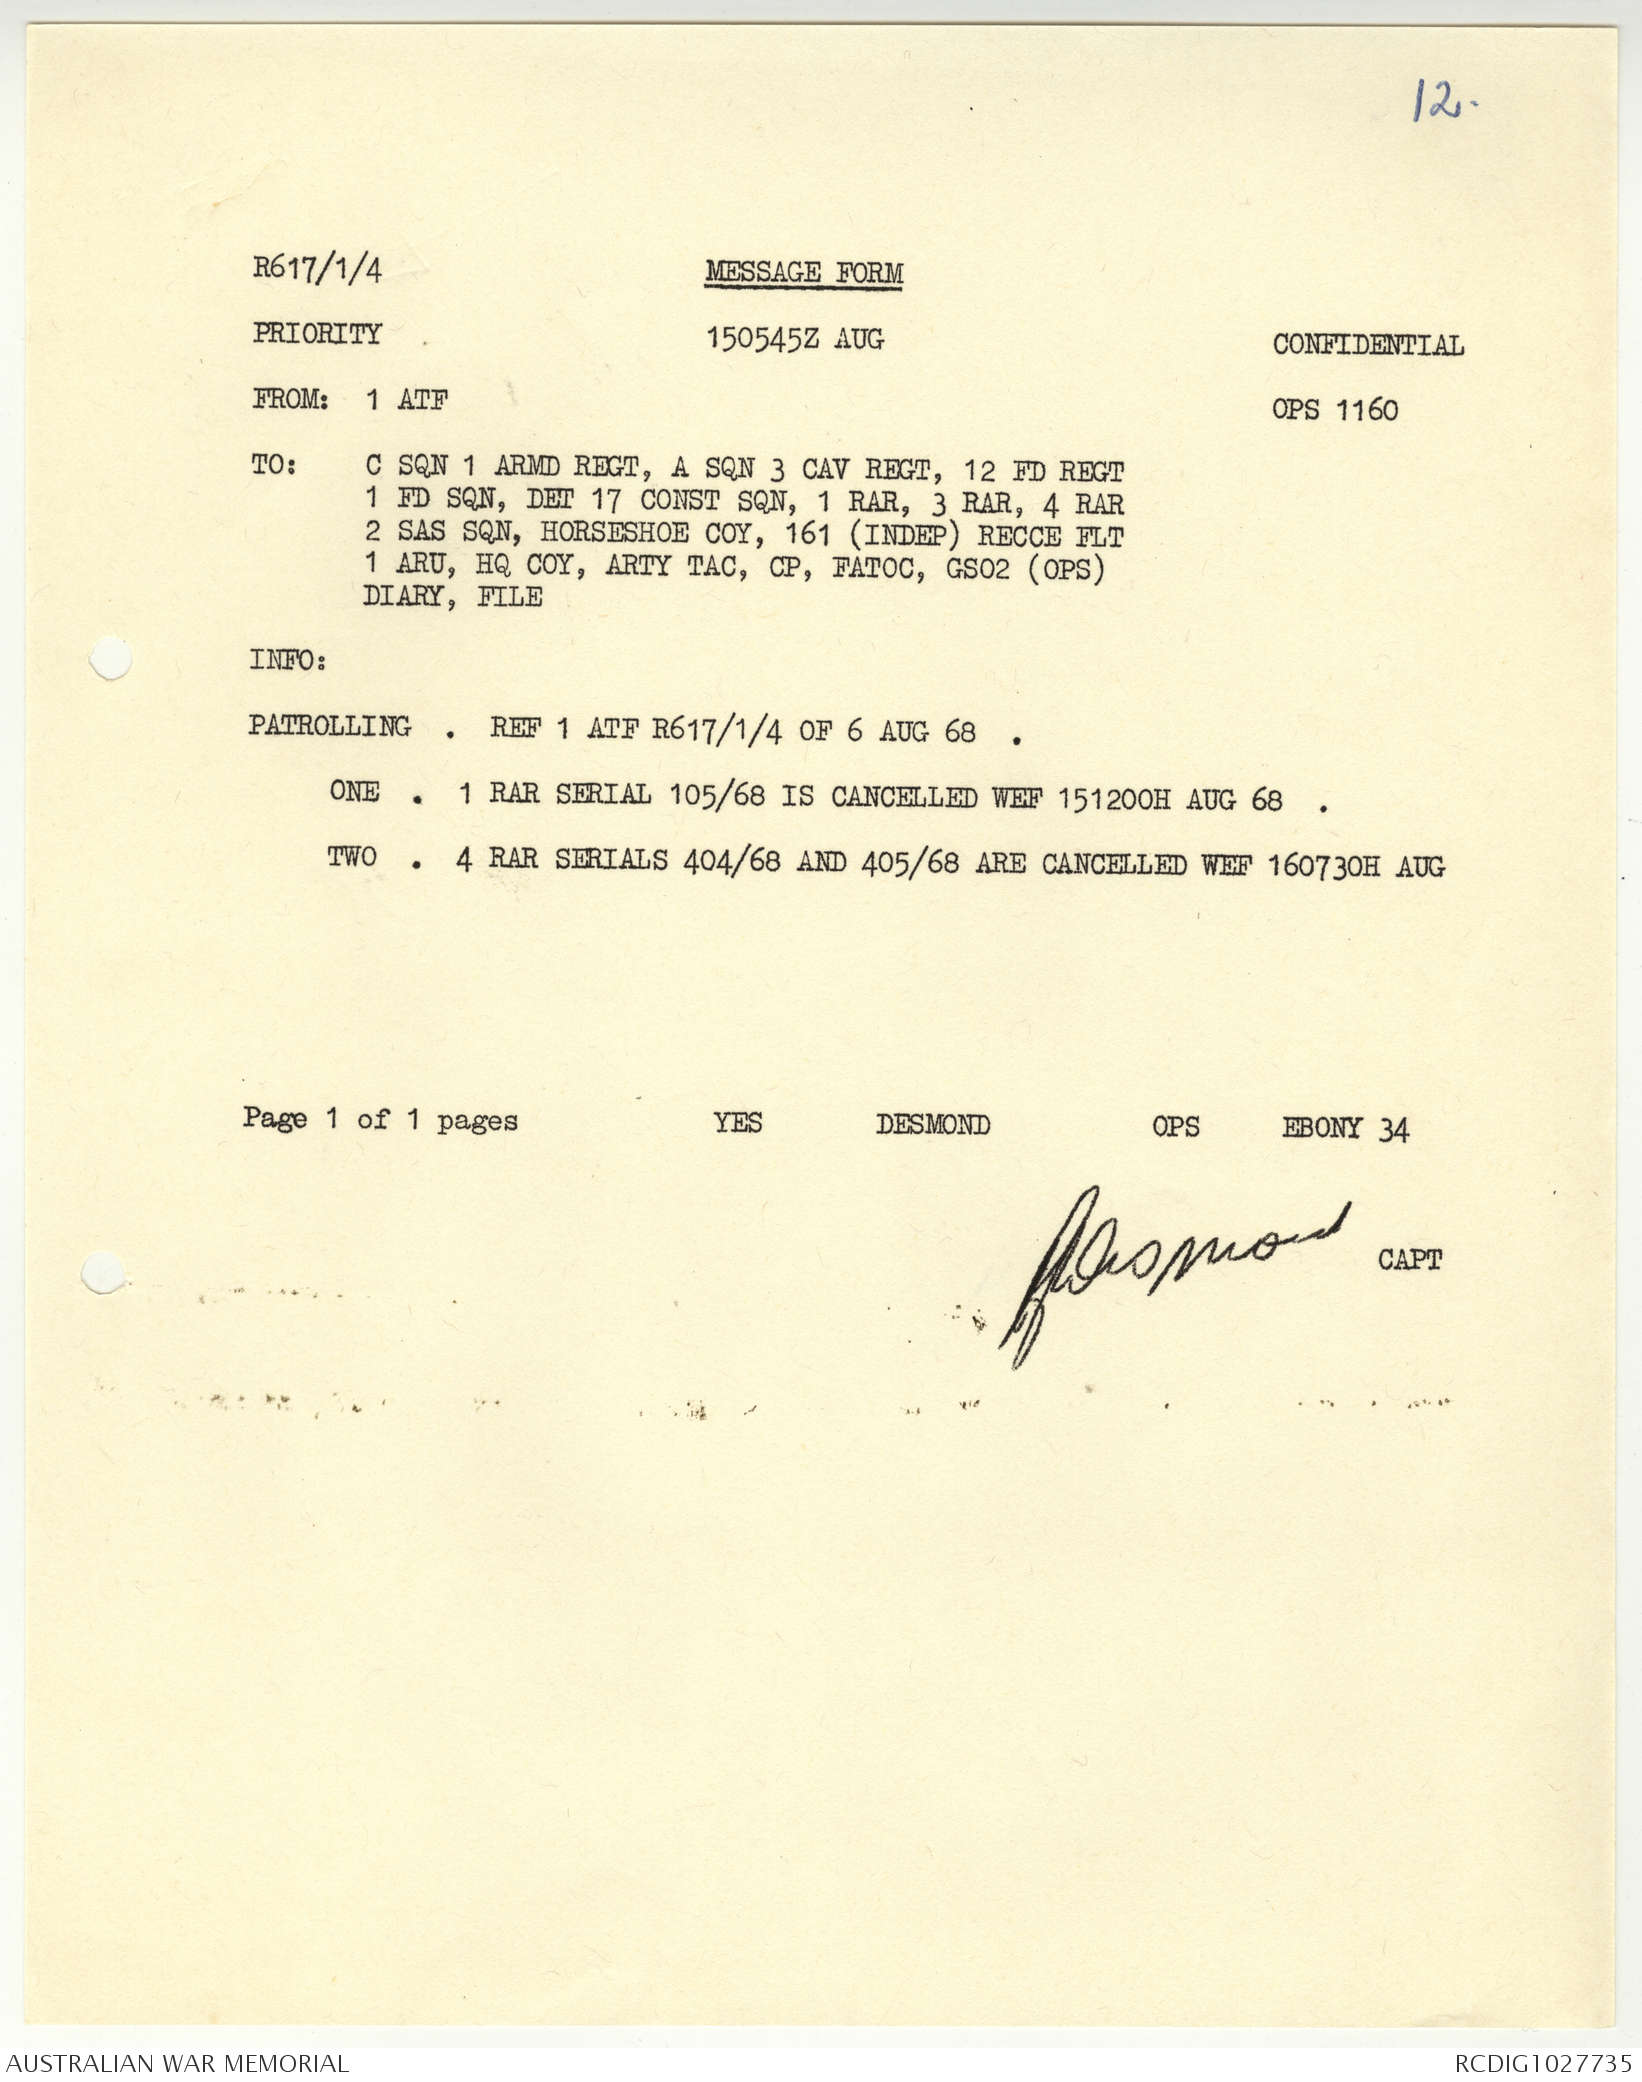 12.
R617/1/4 MESSAGE FORM
PRIORITY 150545Z AUG CONFIDENTIAL
FROM: 1 ATF OPS 1160
TO: C SQN 1 ARMD REGT, A SQN 3 CAV REGT, 12 FD REGT
1 FD SQN, DET 17 CONST SQN, 1 RAR, 3 RAR, 4 RAR
2 SAS SQN, HORSESHOE COY, 161 (INDEP) RECCE FLT
1 ARU, HQ COY, ARTY TAC, CP, FATOC, GSO2 (OPS)
DIARY, FILE
INFO:
PATROLLING . REF 1 ATF R617/1/4 OF 6 AUG 68 .
ONE . 1 RAR SERIAL 105/68 IS CANCELLED WEF 151200H AUG 68 .
TWO . 4 RAR SERIALS 404/68 AND 405/68 ARE CANCELLED WEF 160730H AUG
Page 1 of 1 pages YES DESMOND OPS EBONY 34
Desmond CAPT
AUSTRALIAN WAR MEMORIAL RCDIG1027735